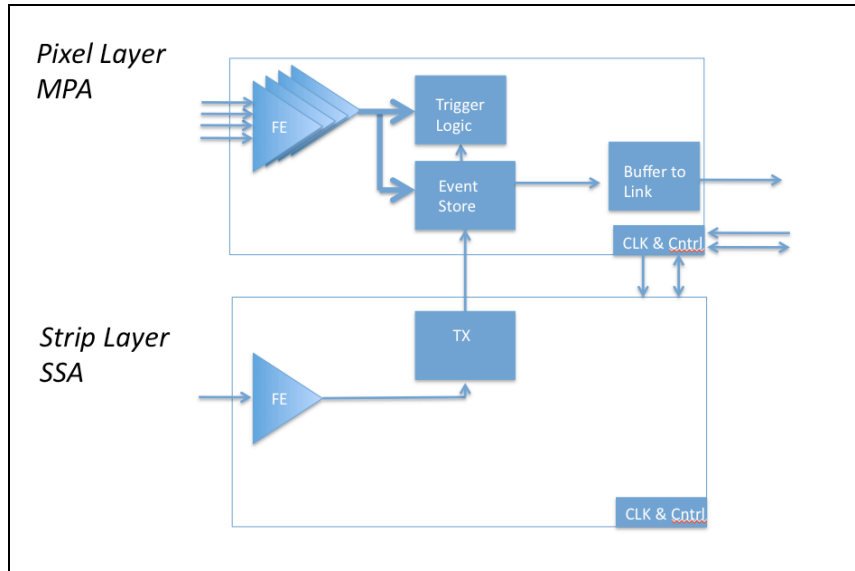 Pixel Layer
MPA
FE
Trigger
Logic
Event
Store
Buffer to
Link
CLK & Cntrl
Strip Layer
SSA
TX
FE
CLK & Cntrl